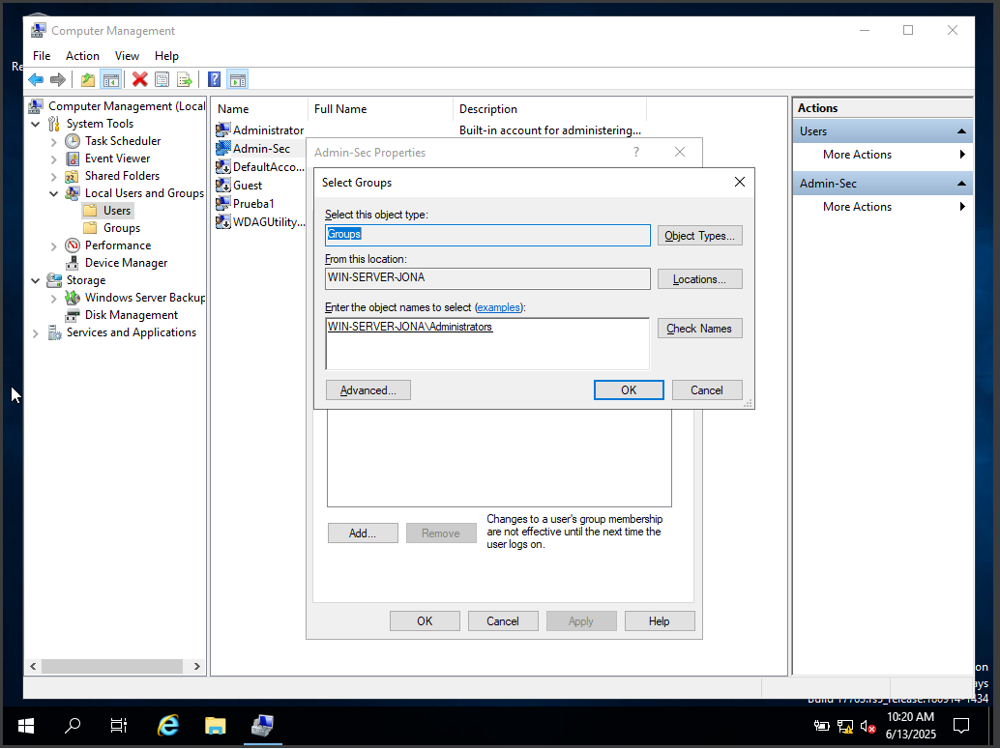 Re
Computer Management
File Action View Help
Computer Management (Local
System Tools
Task Scheduler
Event Viewer
Shared Folders
Local Users and Groups
Users
Groups
Performance
Device Manager
Storage
Windows Server Backup
Disk Management
Services and Applications
Name Full Name Description
Administrator Built-in account for administering...
Admin-Sec
DefaultAcco...
Guest
Prueba1
WDAGUtility...
Actions
Users
More Actions
Admin-Sec
More Actions
Admin-Sec Properties
Select Groups
Select this object type:
Groups
Object Types...
From this location:
WIN-SERVER-JONA
Locations...
Enter the object names to select (examples):
WIN-SERVER-JONA\Administrators
Check Names
Advanced...
OK
Cancel
Add...
Remove
Changes to a user's group membership
are not effective until the next time the
user logs on.
OK
Cancel
Apply
Help
on
ays
Build 17763.rs5_release.180914-1434
10:20 AM
6/13/2025